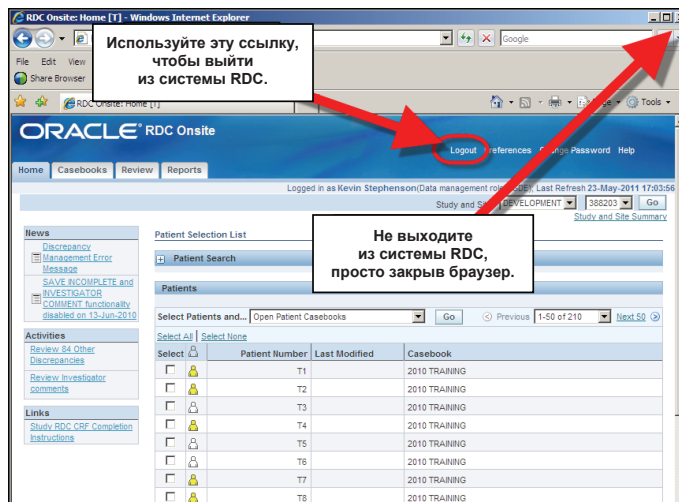 RDC Onsite: Home [T] - Windows Internet Explorer
Используйте эту ссылку,
чтобы выйти
из системы RDC.
Google
File Edit View
Share Browser
RDC Onsite: Home [T]
Tools
ORACLE® RDC Onsite
Logout Preferences Change Password Help
Home Casebooks Review Reports
Logged in as Kevin Stephenson(Data management role Last Refresh 23-May-2011 17:03:56
Study and DEVELOPMENT 388203 Go
Study and Site Summary
Не выходите
из системы RDC,
просто закрыв браузер.
News
Discrepancy
Management Error
Message
SAVE INCOMPLETE and
INVESTIGATOR
COMMENT functionality
disabled on 13-Jun-2010
Activities
Review 84 Other
Discrepancies
Review Investigator
comments
Links
Study RDC CRF Completion
Instructions
Patient Selection List
Patient Search
Patients
Select Patients and... Open Patient Casebooks Go Previous 1-50 of 210 Next 50
Select All | Select None
Select Patient Number Last Modified Casebook
T1 2010 TRAINING
T2 2010 TRAINING
T3 2010 TRAINING
T4 2010 TRAINING
T5 2010 TRAINING
T6 2010 TRAINING
T7 2010 TRAINING
T8 2010 TRAINING